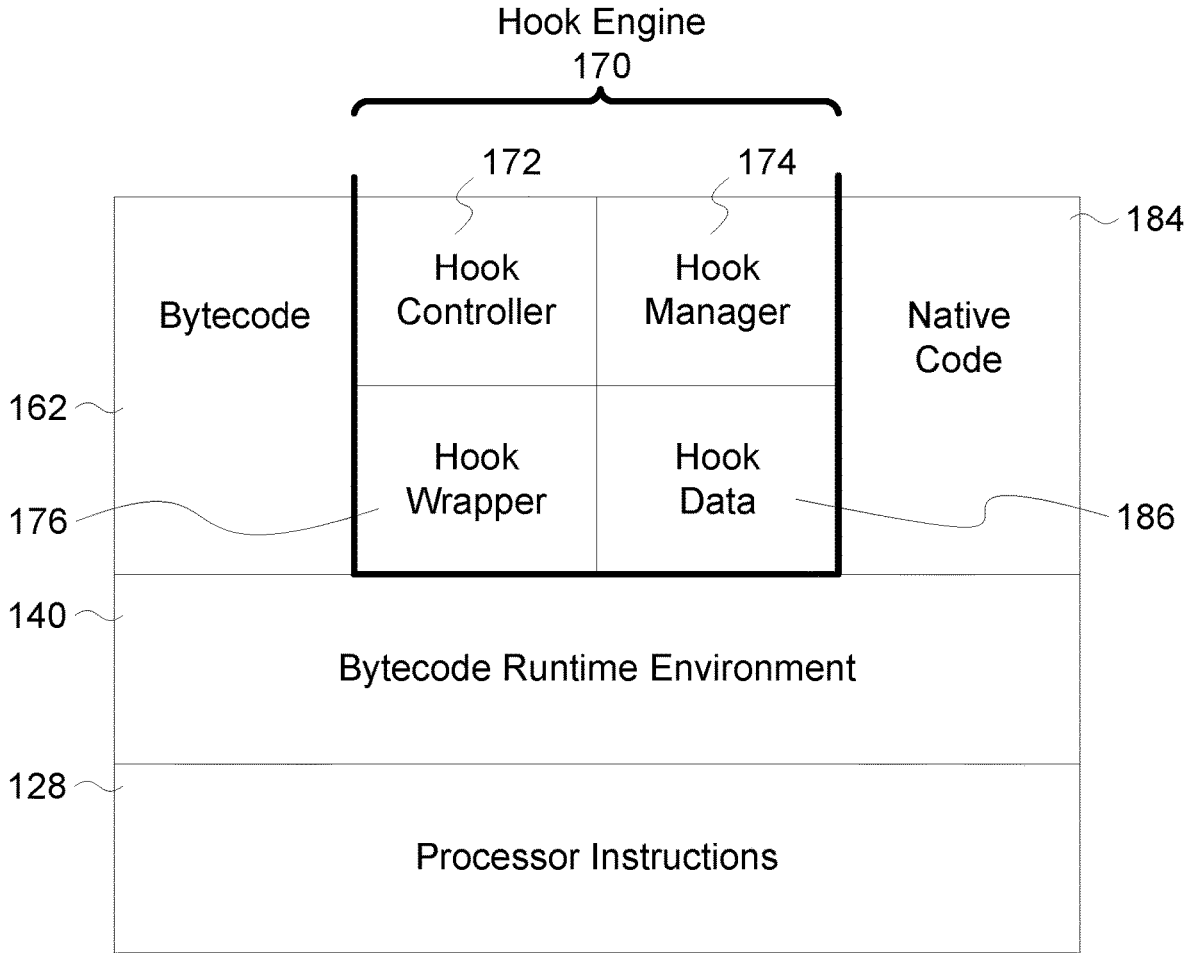 Hook Engine
170
172
174
184
Hook
Controller
Hook
Manager
Bytecode
Native
Code
162
Hook
Wrapper
Hook
Data
176
186
140
Bytecode Runtime Environment
128
Processor Instructions